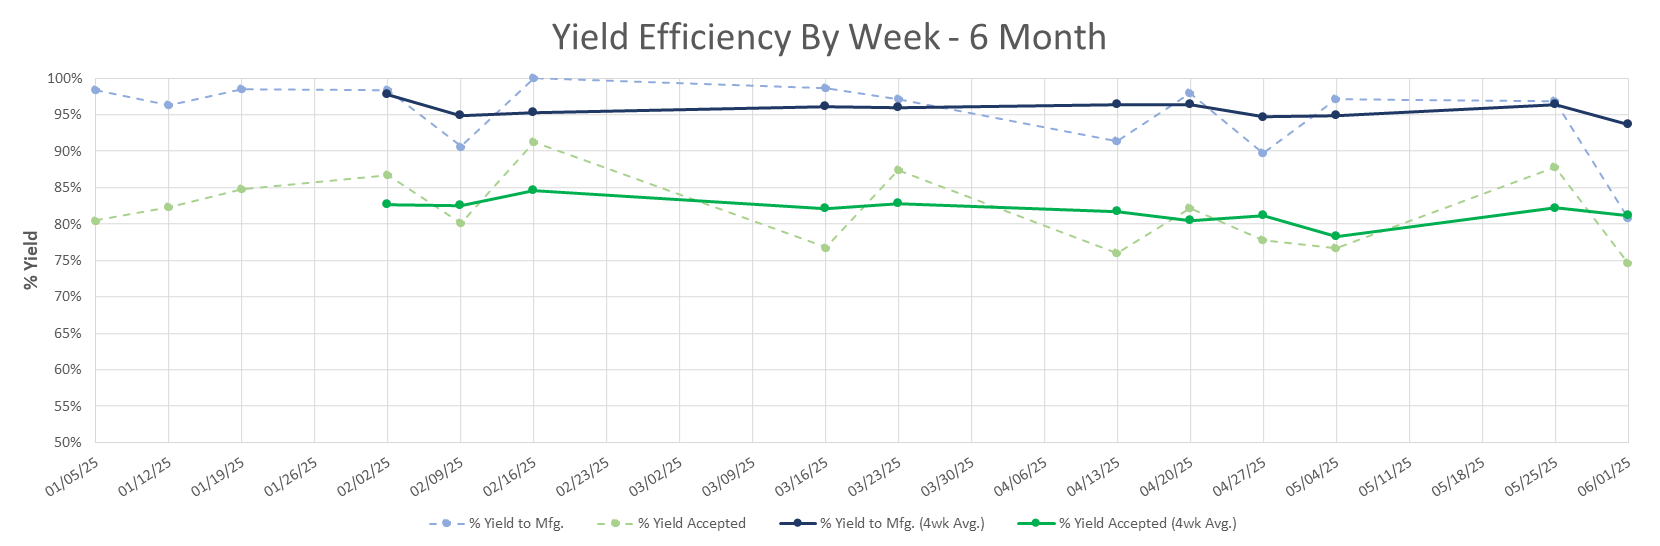 Yield Efficiency By Week - 6 Month
% Yield
100%
95%
90%
85%
80%
75%
70%
65%
60%
55%
50%
01/05/25 01/12/25 01/19/25 01/26/25 02/02/25 02/09/25 02/16/25 02/23/25 03/02/25 03/09/25 03/16/25 03/23/25 03/30/25 04/06/25 04/13/25 04/20/25 04/27/25 05/04/25 05/11/25 05/18/25 05/25/25 06/01/25
% Yield to Mfg. % Yield Accepted % Yield to Mfg. (4wk Avg.) % Yield Accepted (4wk Avg.)